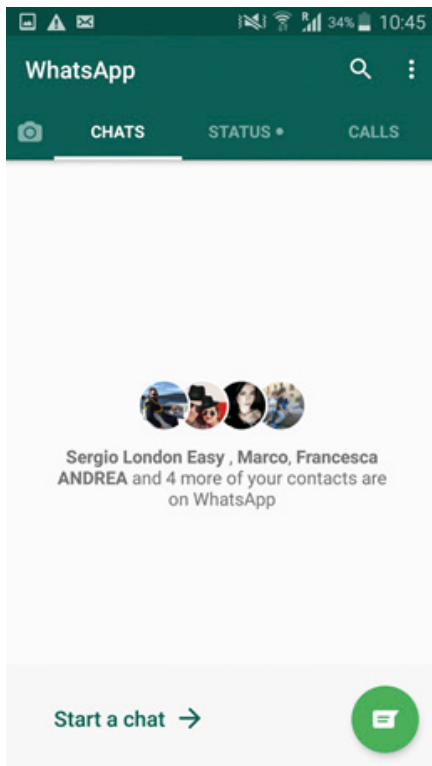 34% 10:45
WhatsApp
CHATS STATUS • CALLS
Sergio London Easy , Marco, Francesca
ANDREA and 4 more of your contacts are
on WhatsApp
Start a chat →